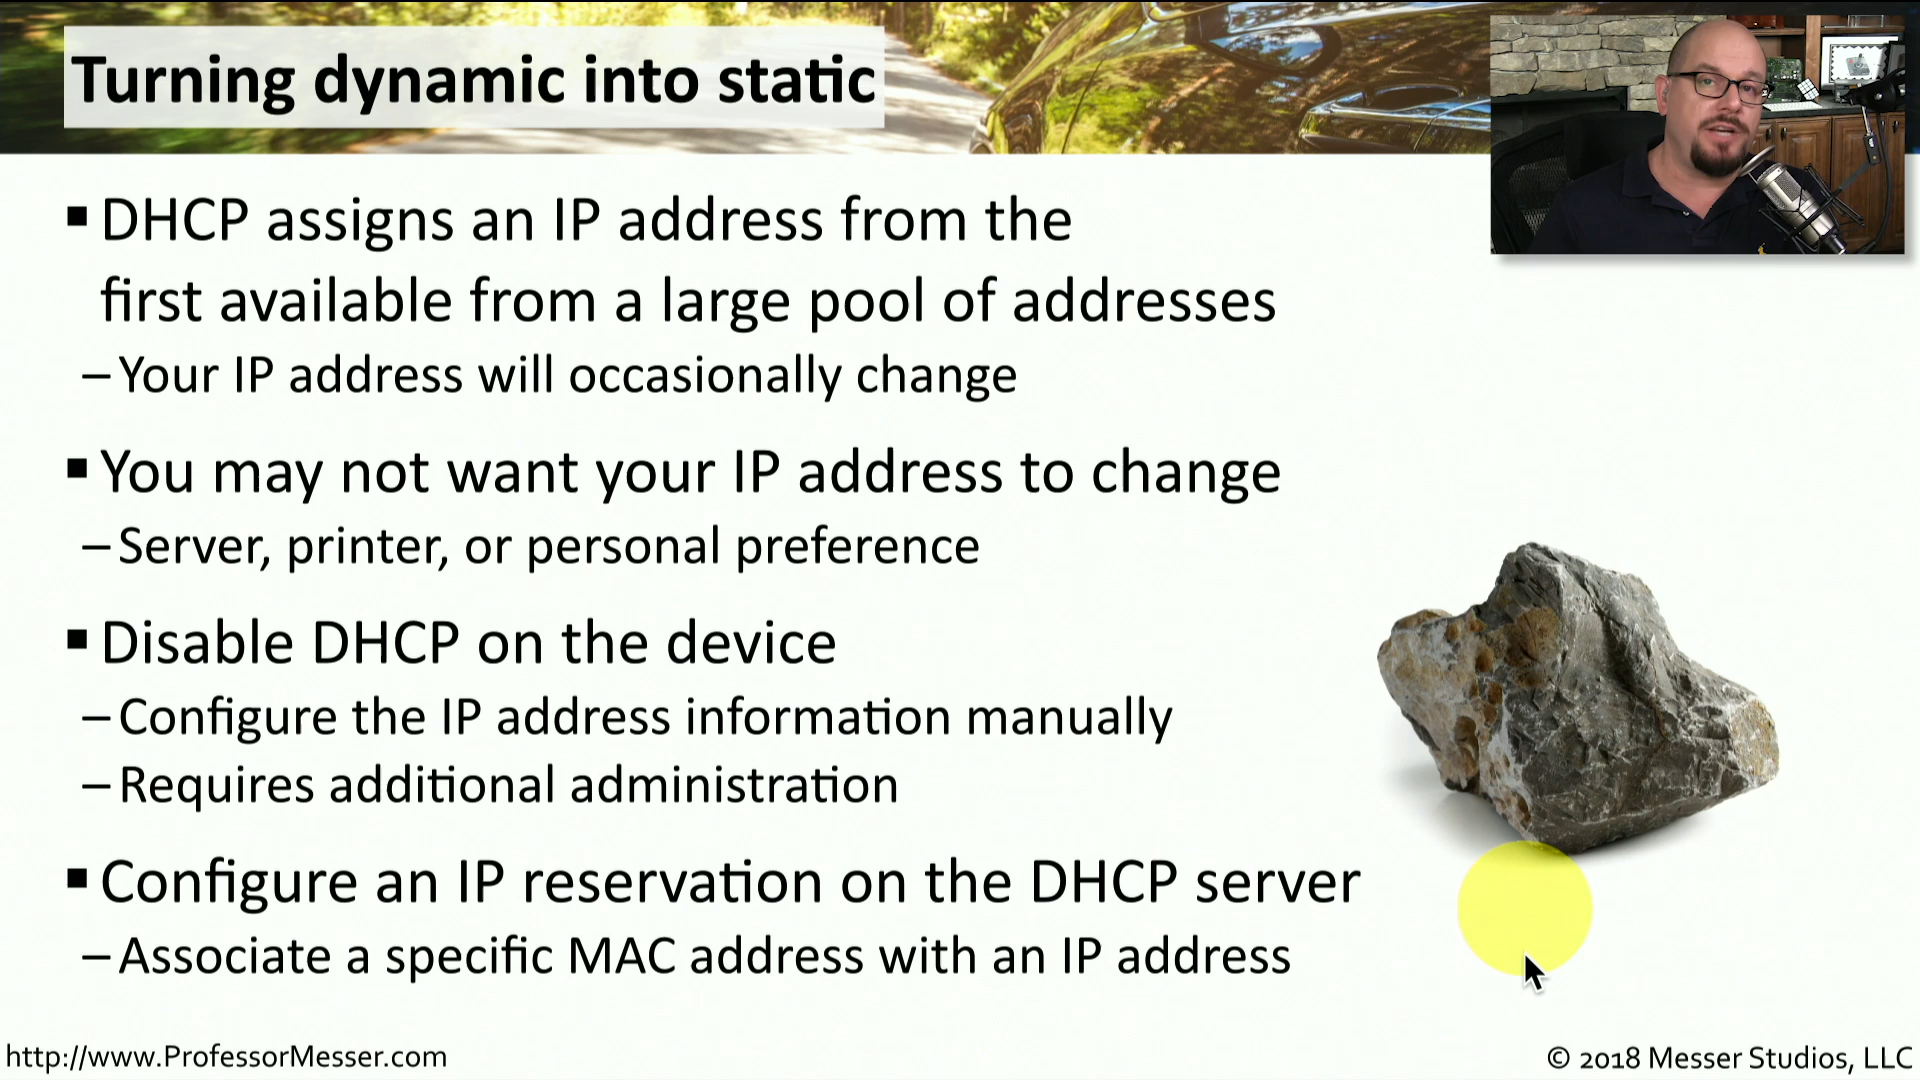 Turning dynamic into static
▪ DHCP assigns an IP address from the
first available from a large pool of addresses
– Your IP address will occasionally change
▪ You may not want your IP address to change
– Server, printer, or personal preference
▪ Disable DHCP on the device
– Configure the IP address information manually
– Requires additional administration
▪ Configure an IP reservation on the DHCP server
– Associate a specific MAC address with an IP address
http://www.ProfessorMesser.com
© 2018 Messer Studios, LLC